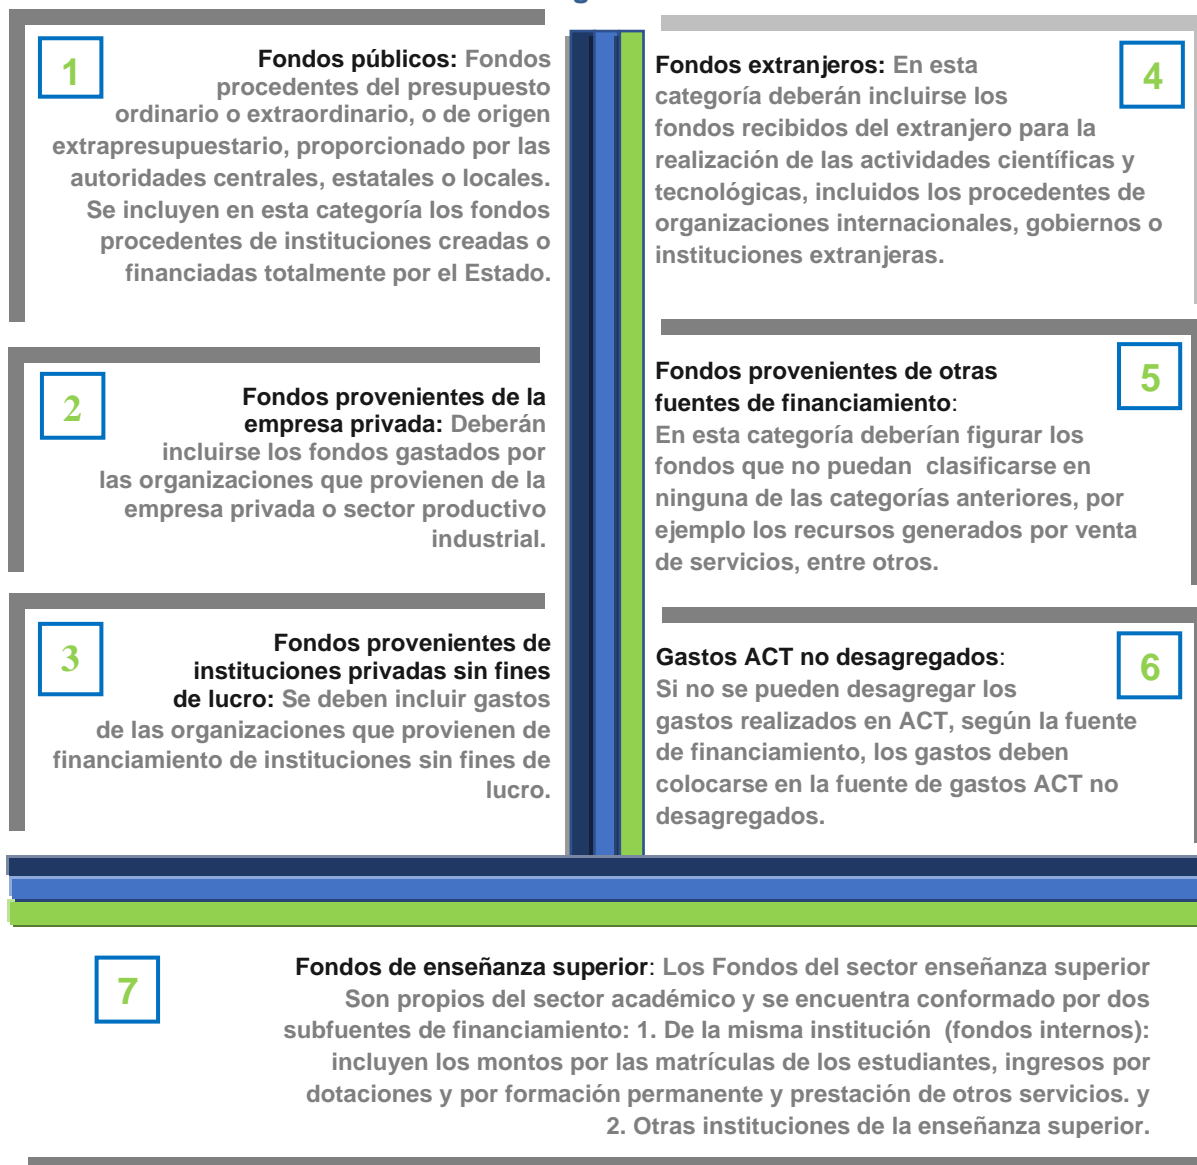 1
Fondos públicos: Fondos
procedentes del presupuesto
ordinario o extraordinario, o de origen
extrapresupuestario, proporcionado por las
autoridades centrales, estatales o locales.
Se incluyen en esta categoría los fondos
procedentes de instituciones creadas o
financiadas totalmente por el Estado.
2
Fondos provenientes de la
empresa privada: Deberán
incluirse los fondos gastados por
las organizaciones que provienen de la
empresa privada o sector productivo
industrial.
3
Fondos provenientes de
instituciones privadas sin fines
de lucro: Se deben incluir gastos
de las organizaciones que provienen de
financiamiento de instituciones sin fines de
lucro.
4
Fondos extranjeros: En esta
categoría deberán incluirse los
fondos recibidos del extranjero para la
realización de las actividades científicas y
tecnológicas, incluidos los procedentes de
organizaciones internacionales, gobiernos o
instituciones extranjeras.
5
Fondos provenientes de otras
fuentes de financiamiento:
En esta categoría deberían figurar los
fondos que no puedan  clasificarse en
ninguna de las categorías anteriores, por
ejemplo los recursos generados por venta
de servicios, entre otros.
6
Gastos ACT no desagregados:
Si no se pueden desagregar los
gastos realizados en ACT, según la fuente
de financiamiento, los gastos deben
colocarse en la fuente de gastos ACT no
desagregados.
7
Fondos de enseñanza superior: Los Fondos del sector enseñanza superior
Son propios del sector académico y se encuentra conformado por dos
subfuentes de financiamiento: 1. De la misma institución  (fondos internos):
incluyen los montos por las matrículas de los estudiantes, ingresos por
dotaciones y por formación permanente y prestación de otros servicios. y
2. Otras instituciones de la enseñanza superior.